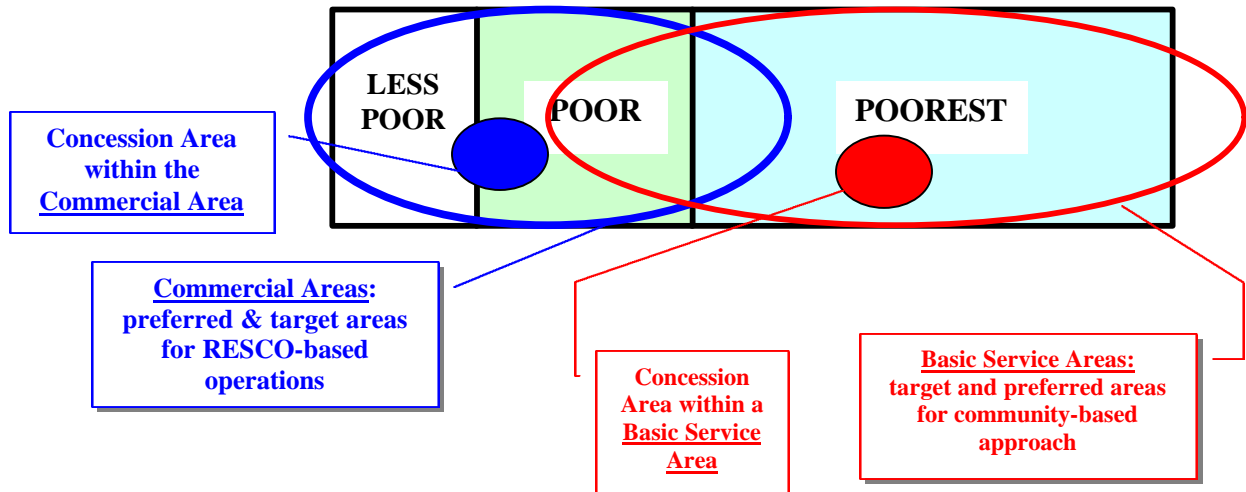 LESS
POOR
POOR
POOREST
Concession Area
within the
Commercial Area
Commercial Areas:
preferred & target areas
for RESCO-based
operations
Concession
Area within a
Basic Service
Area
Basic Service Areas:
target and preferred areas
for community-based
approach